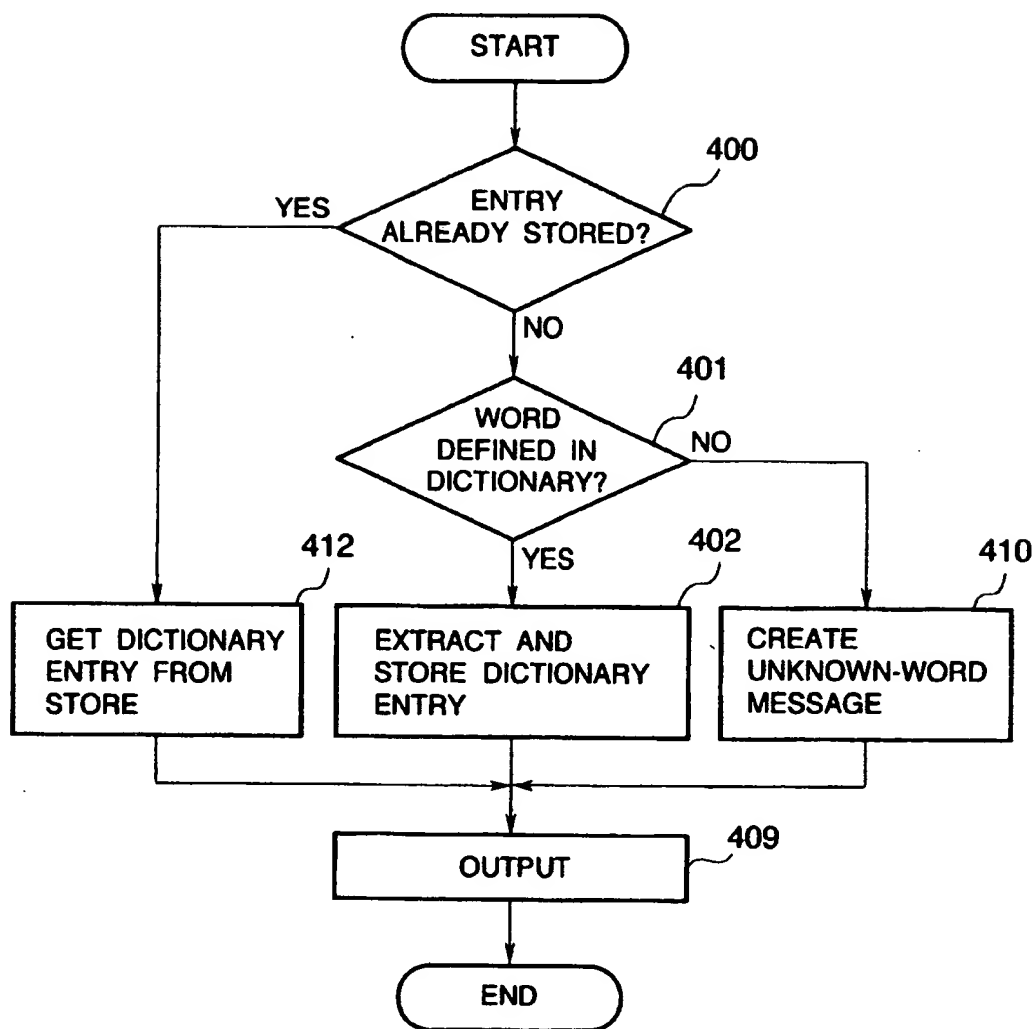 START
400
ENTRY
ALREADY STORED?
YES
NO
401
WORD
DEFINED IN
DICTIONARY?
NO
YES
412
GET DICTIONARY
ENTRY FROM
STORE
402
EXTRACT AND
STORE DICTIONARY
ENTRY
410
CREATE
UNKNOWN-WORD
MESSAGE
409
OUTPUT
END